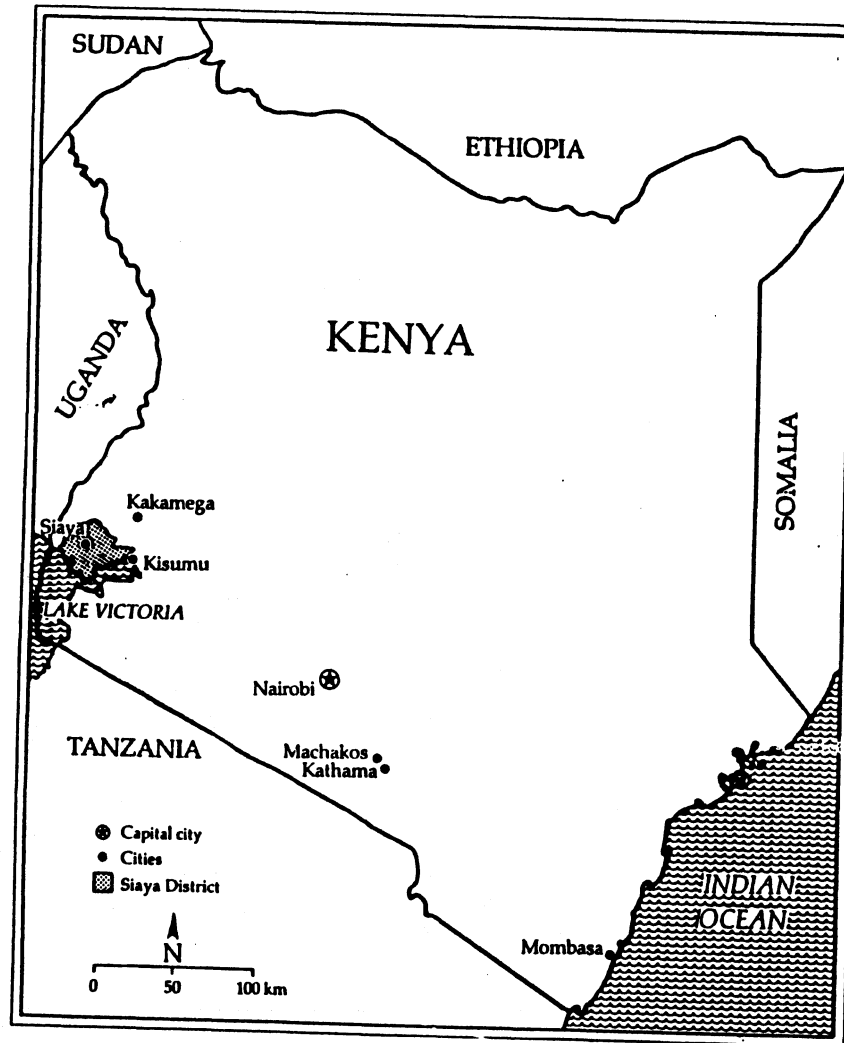 SUDAN
ETHIOPIA
KENYA
UGANDA
SOMALIA
Kakamega
Siaya
Kisumu
LAKE VICTORIA
Nairobi
TANZANIA
Machakos
Kathama
Capital city
Cities
Siaya District
INDIAN
OCEAN
N
Mombasa
0 50 100 km